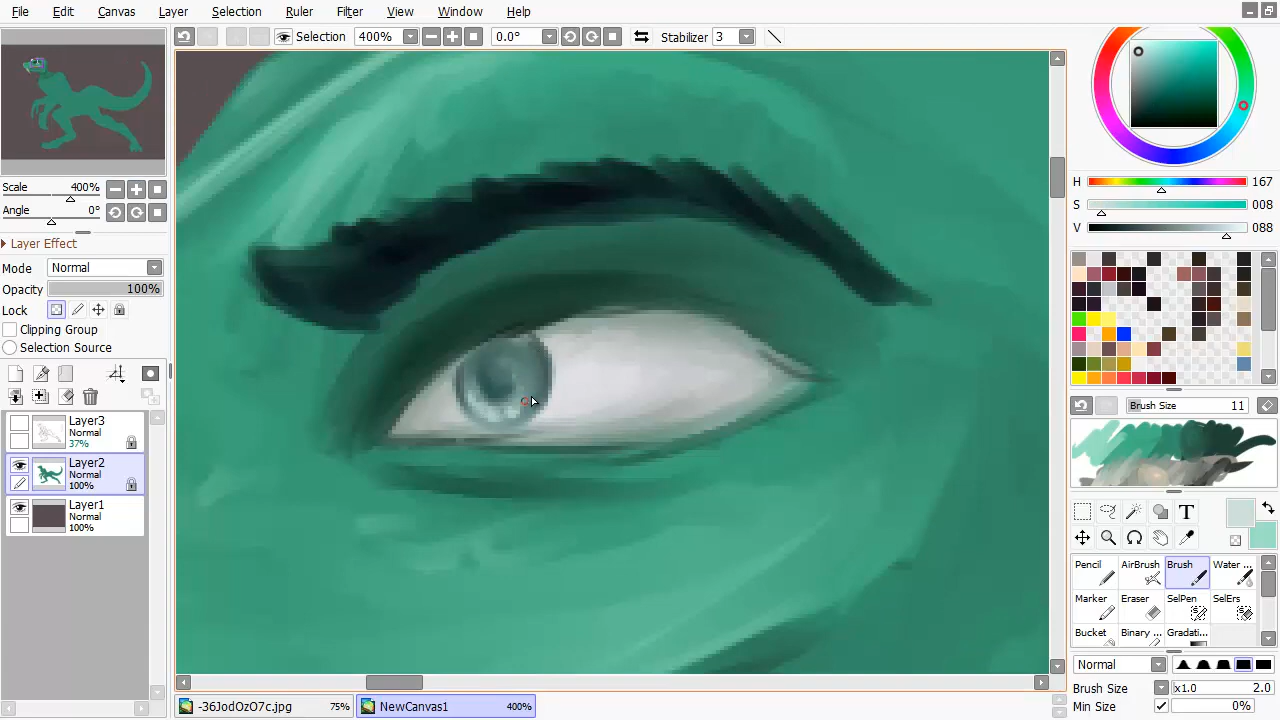 File Edit Canvas Layer Selection Ruler Filter View Window Help
Selection 400% 0.0° Stabilizer 3
Scale 400%
Angle 0°
Layer Effect
Mode Normal
Opacity 100%
Lock
Clipping Group
Selection Source
Layer3
Normal
37%
Layer2
Normal
100%
Layer1
Normal
100%
H 167
S 008
V 088
Brush Size 11
T
Pencil AirBrush Brush Water ...
Marker Eraser SelPen SelErs
Bucket Binary ... Gradati...
Normal
Brush Size x1.0 2.0
Min Size 0%
-36JodOzO7c.jpg 75% NewCanvas1 400%